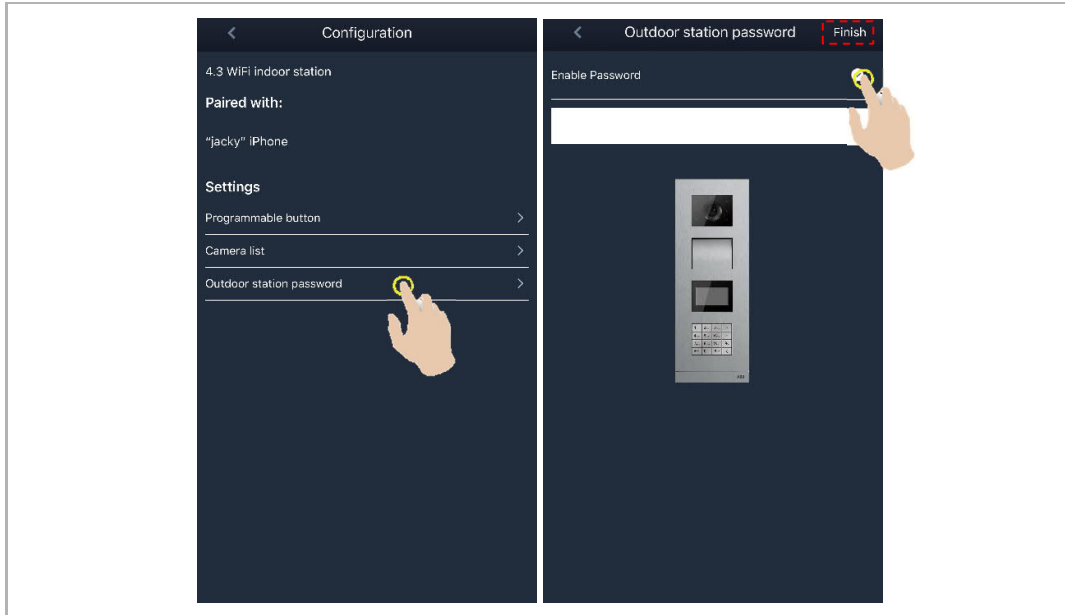 Configuration
4.3 WiFi indoor station
Paired with:
"jacky" iPhone
Settings
Programmable button
Camera list
Outdoor station password
Outdoor station password
Finish
Enable Password